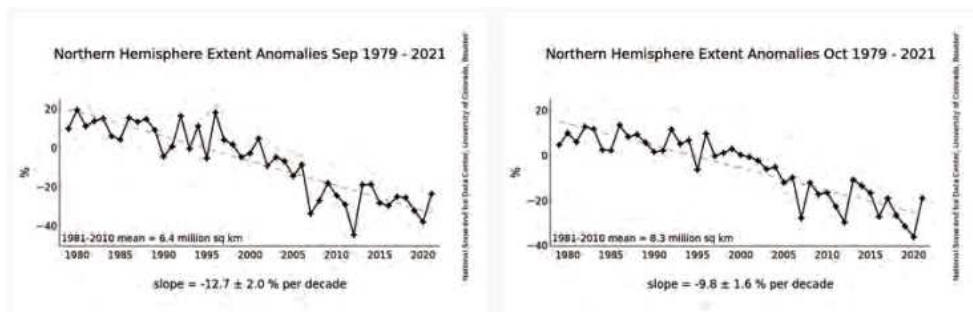 Northern Hemisphere Extent Anomalies Sep 1979 - 2021
20
0
−20
−40
%
1981-2010 mean = 6.4 million sq km
1980 1985 1990 1995 2000 2005 2010 2015 2020
slope = -12.7 ± 2.0 % per decade
National Snow and Ice Data Center, University of Colorado, Boulder
Northern Hemisphere Extent Anomalies Oct 1979 - 2021
20
0
−20
−40
%
1981-2010 mean = 8.3 million sq km
1980 1985 1990 1995 2000 2005 2010 2015 2020
slope = -9.8 ± 1.6 % per decade
National Snow and Ice Data Center, University of Colorado, Boulder